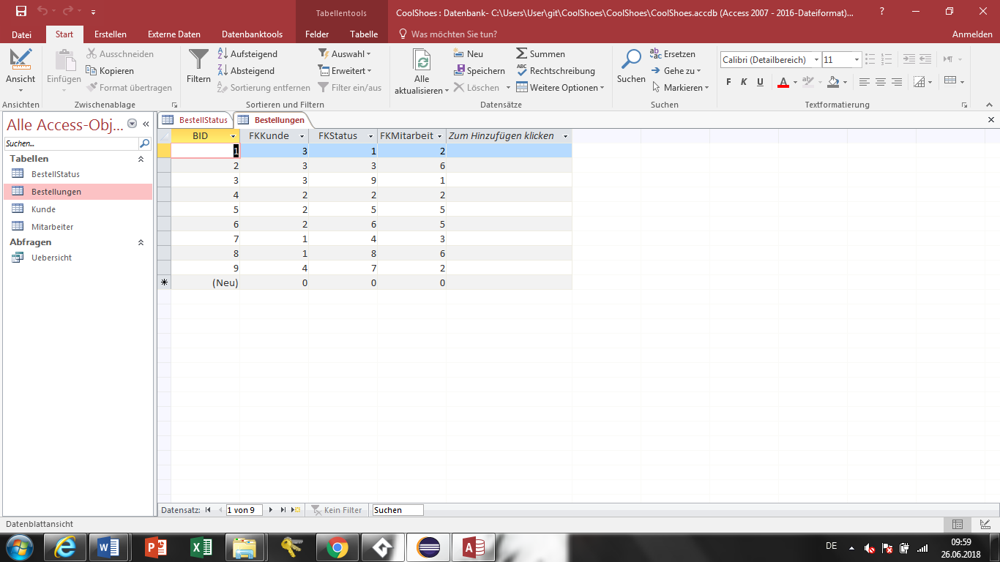 Tabellentools
CoolShoes : Datenbank- C:\Users\User\git\CoolShoes\CoolShoes\CoolShoes.accdb (Access 2007 - 2016-Dateiformat)...
?
Datei Start Erstellen Externe Daten Datenbanktools Felder Tabelle Was möchten Sie tun? Anmelden
Ansicht
Ansichten
Einfügen
Ausschneiden
Kopieren
Format übertragen
Zwischenablage
Filtern
Aufsteigend
Absteigend
Sortierung entfernen
Auswahl
Erweitert
Filter ein/aus
Sortieren und Filtern
Alle
aktualisieren
Neu
Speichern
Löschen
Summen
Rechtschreibung
Weitere Optionen
Datensätze
Suchen
Ersetzen
Gehe zu
Markieren
Suchen
Calibri (Detailbereich) 11
F K U A
Textformatierung
Alle Access-Obj...
Suchen...
Tabellen
BestellStatus
Bestellungen
Kunde
Mitarbeiter
Abfragen
Uebersicht
BestellStatus Bestellungen
BID FKKunde FKStatus FKMitarbeit Zum Hinzufügen klicken
1 3 1 2
2 3 3 6
3 3 9 1
4 2 2 2
5 2 5 5
6 2 6 5
7 1 4 3
8 1 8 6
9 4 7 2
(Neu) 0 0 0
Datensatz: 1 von 9 Kein Filter Suchen
Datenblattansicht
DE
09:59
26.06.2018